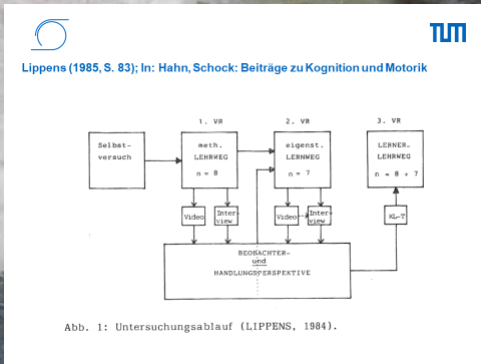 TUM
Lippens (1985, S. 83); In: Hahn, Schock: Beiträge zu Kognition und Motorik
1. VR
2. VR
3. VR
Selbst-
versuch
meth.
LEHRWEG
n = 8
eigenst.
LERNWEG
n = 7
LERNER-
LEHRWEG
n = 8 + 7
Video
Inter-
view
Video
Inter-
view
KL-T
BEOBACHTER-
und
HANDLUNGSPERSPEKTIVE
Abb. 1: Untersuchungsablauf (LIPPENS, 1984).